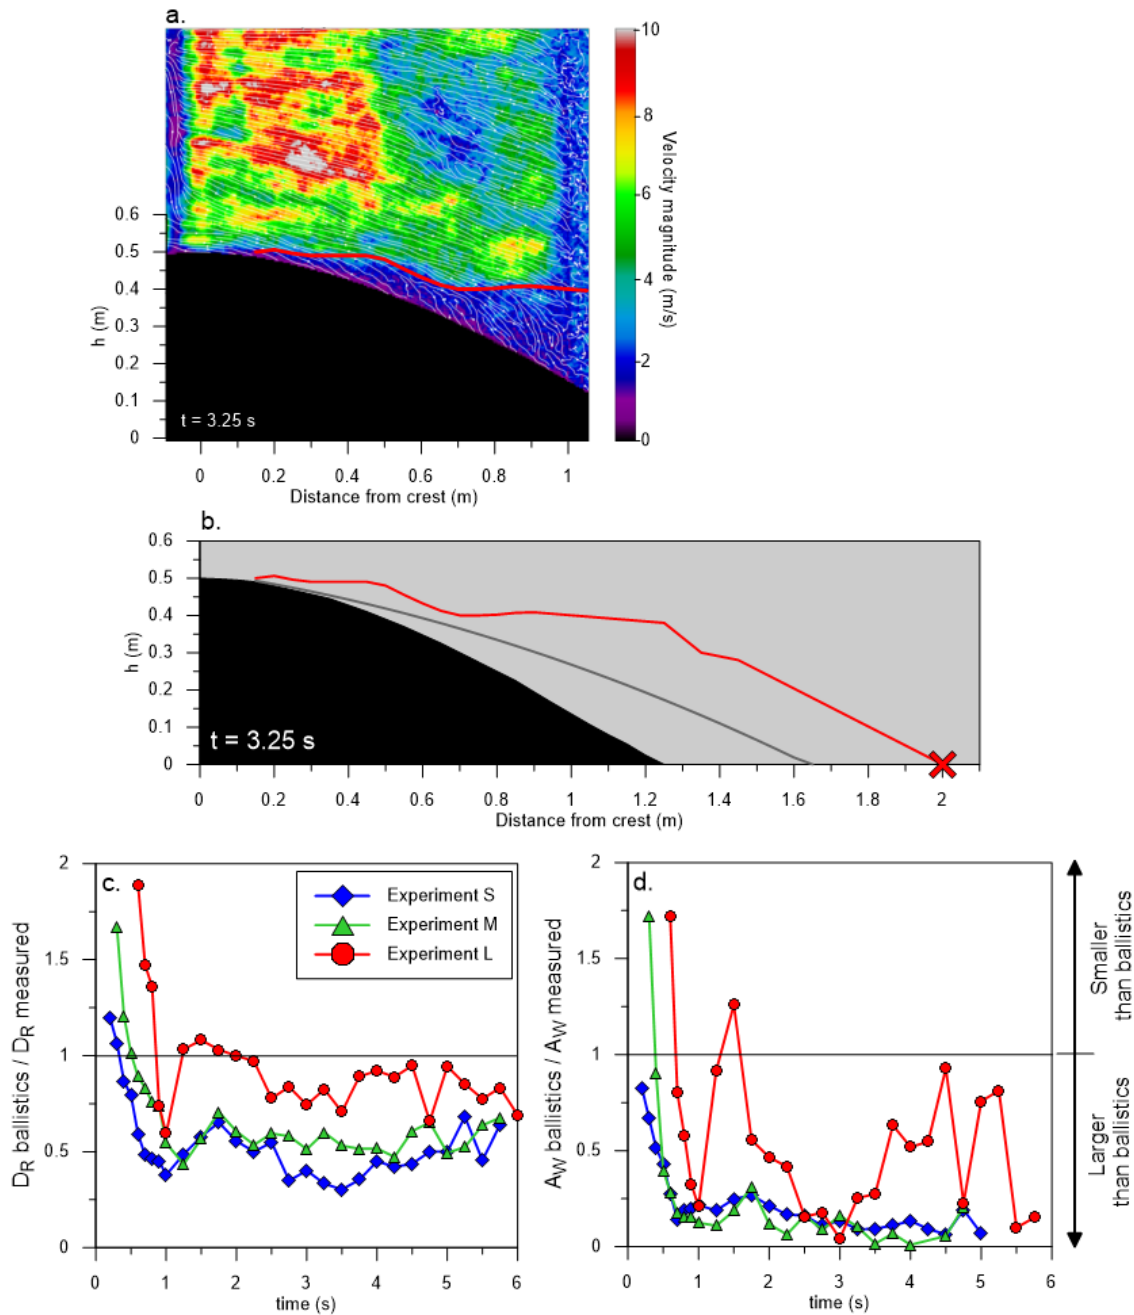 a.
10
8
6
4
2
0
Velocity magnitude (m/s)
0.6
0.5
0.4
0.3
0.2
0.1
0
h (m)
t = 3.25 s
0 0.2 0.4 0.6 0.8 1
Distance from crest (m)
b.
0.6
0.5
0.4
0.3
0.2
0.1
0
h (m)
t = 3.25 s
0 0.2 0.4 0.6 0.8 1 1.2 1.4 1.6 1.8 2
Distance from crest (m)
c.
2
1.5
1
0.5
0
D_R ballistics / D_R measured
Experiment S
Experiment M
Experiment L
0 1 2 3 4 5 6
time (s)
d.
2
1.5
1
0.5
0
A_W ballistics / A_W measured
0 1 2 3 4 5 6
time (s)
Smaller
than ballistics
Larger
than ballistics